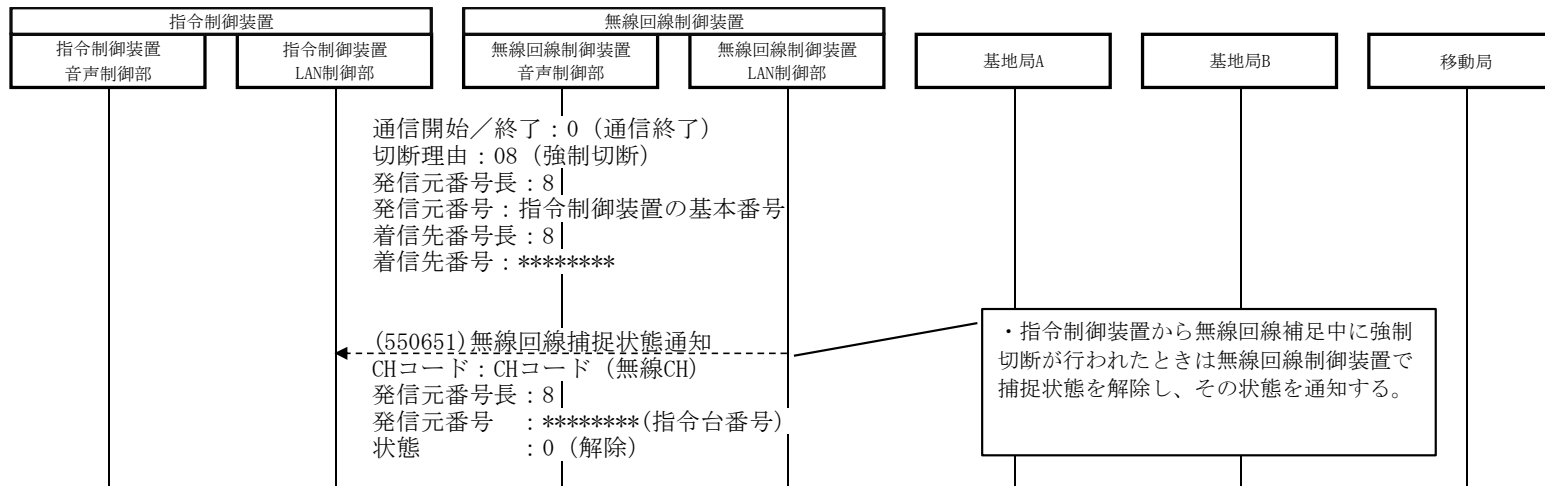 指令制御装置
無線回線制御装置
指令制御装置
音声制御部
指令制御装置
LAN制御部
無線回線制御装置
音声制御部
無線回線制御装置
LAN制御部
基地局A
基地局B
移動局
通信開始／終了：0（通信終了）
切断理由：08（強制切断）
発信元番号長：8
発信元番号：指令制御装置の基本番号
着信先番号長：8
着信先番号：********
(550651)無線回線捕捉状態通知
CHコード：CHコード（無線CH）
発信元番号長：8
発信元番号　：********(指令台番号)
状態　　　　：0（解除）
・指令制御装置から無線回線補足中に強制
切断が行われたときは無線回線制御装置で
捕捉状態を解除し、その状態を通知する。